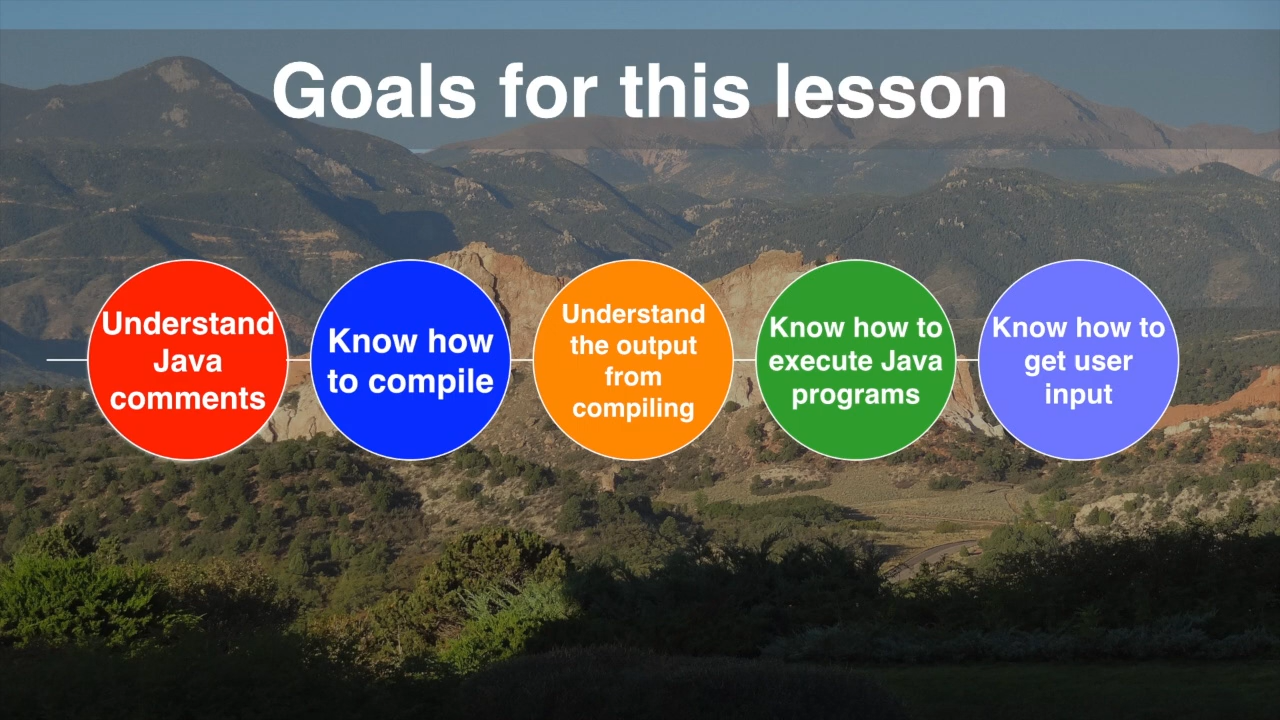 Goals for this lesson
Understand
Java
comments
Know how
to compile
Understand
the output
from
compiling
Know how to
execute Java
programs
Know how to
get user
input